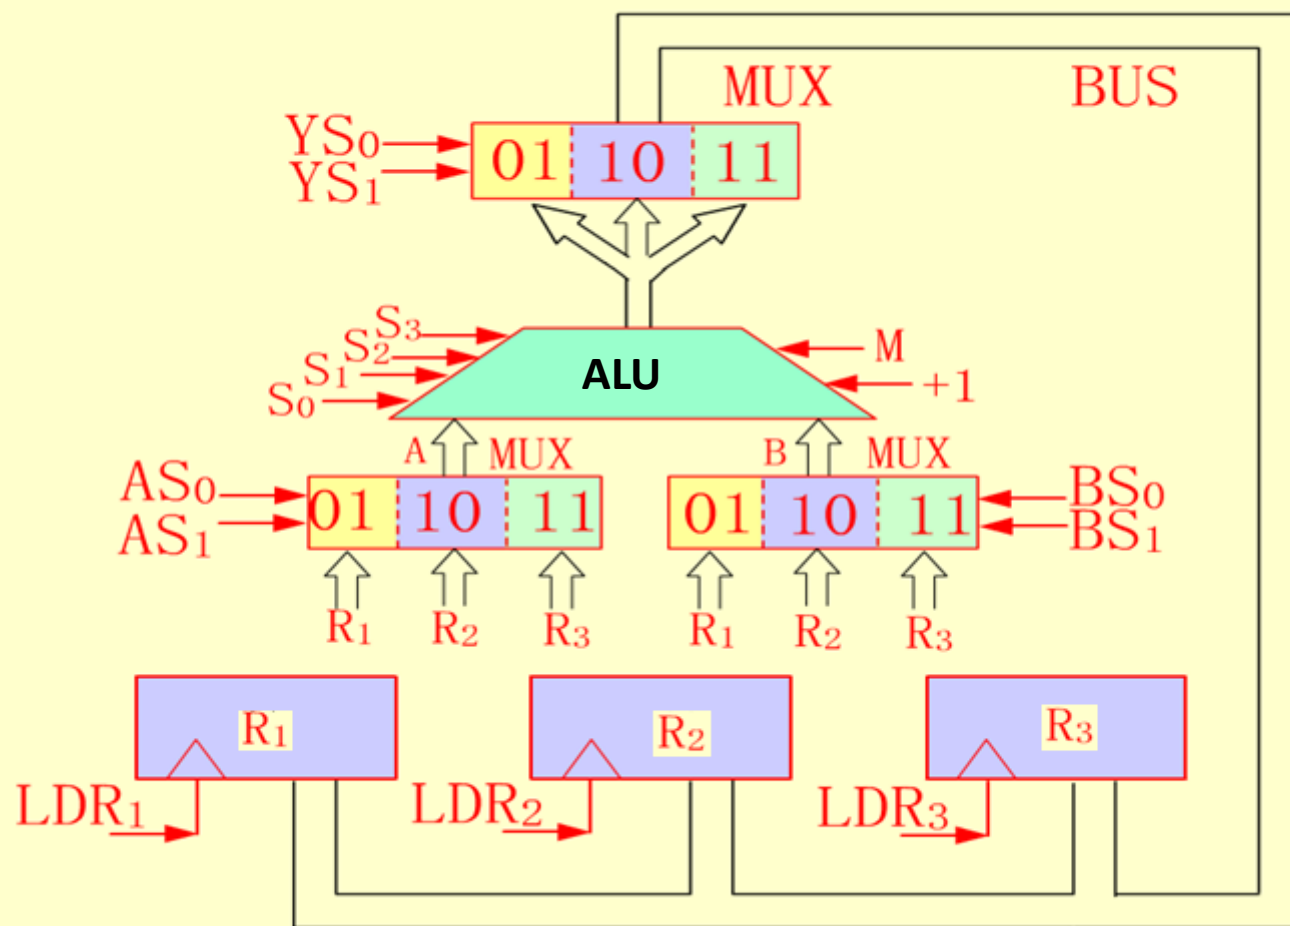 MUX BUS
YS0
YS1
01 10 11
S3
S2
S1
S0
ALU
M
+1
A MUX
B MUX
AS0
AS1
01 10 11
01 10 11
BS0
BS1
R1 R2 R3
R1 R2 R3
R1
R2
R3
LDR1
LDR2
LDR3